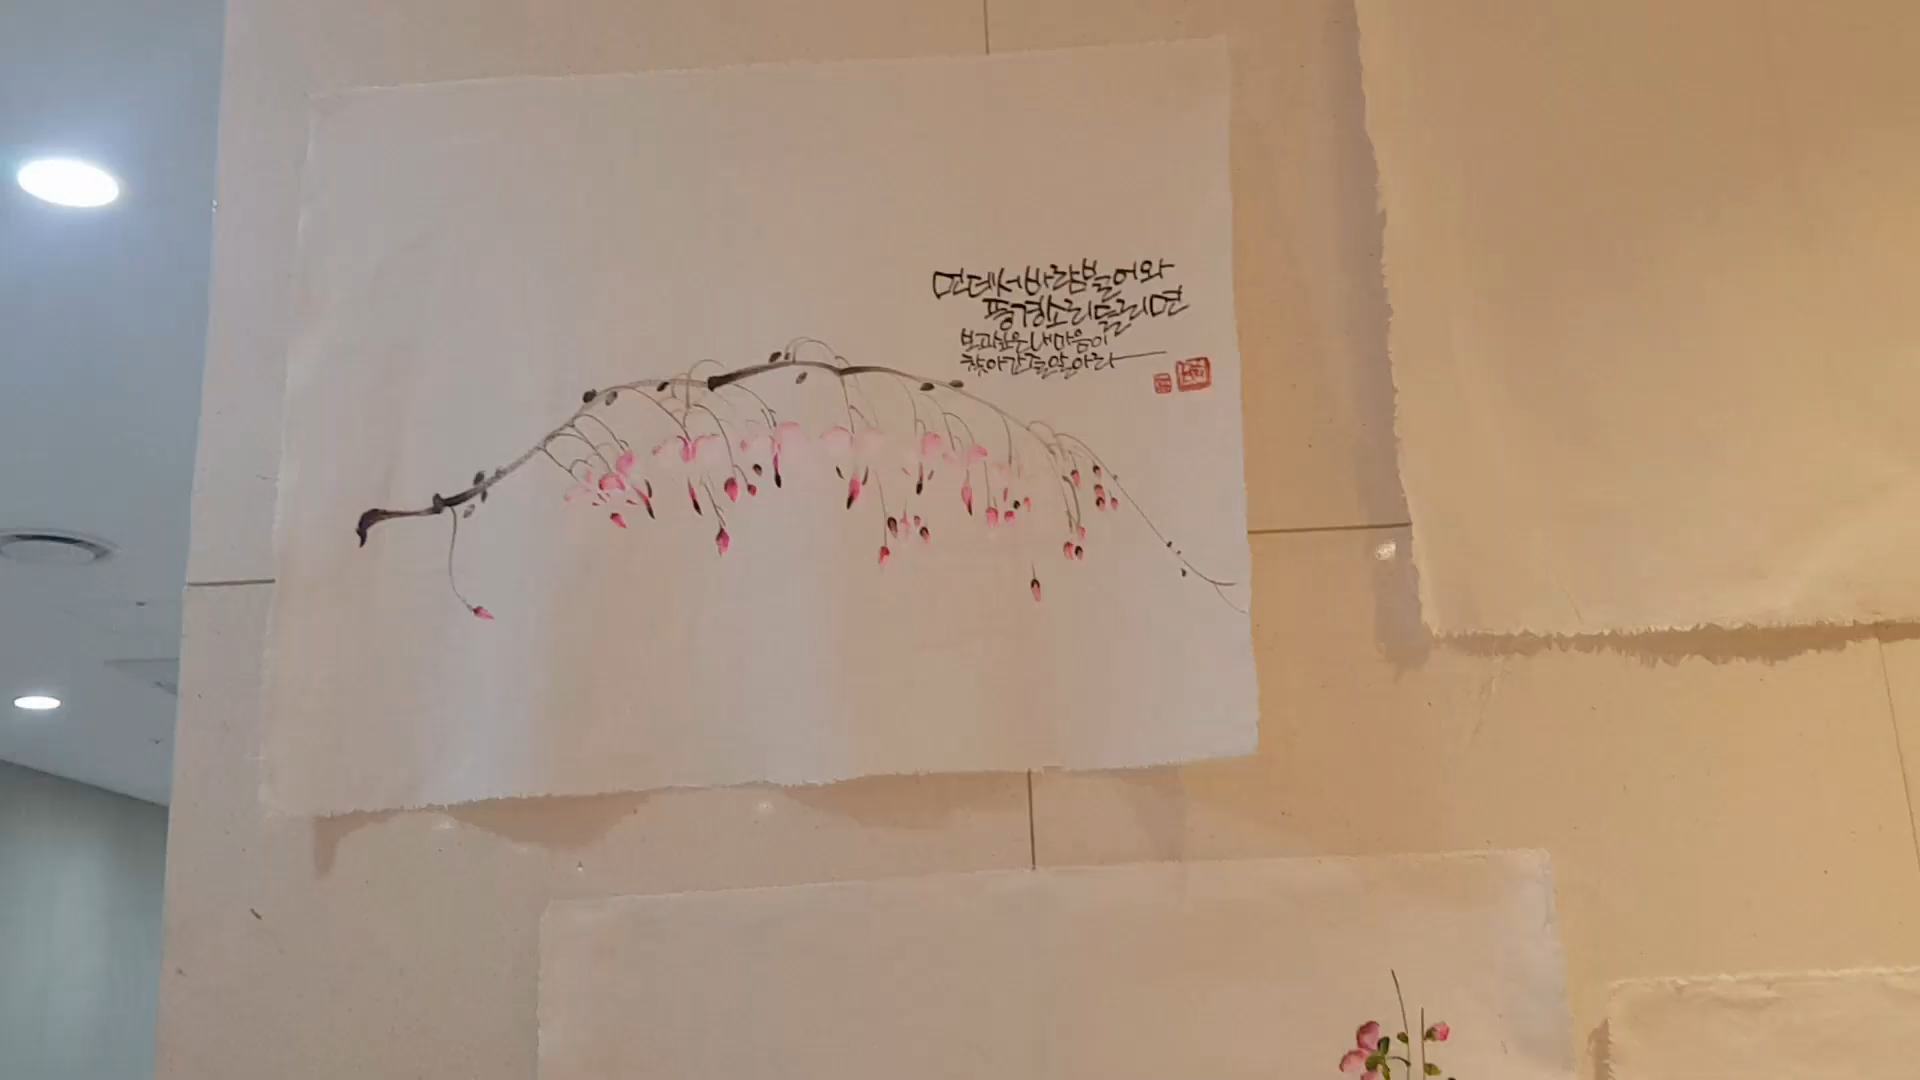 먼데서바람불어와
풍경소리들리면
보고싶은내마음이
찾아간줄알아라